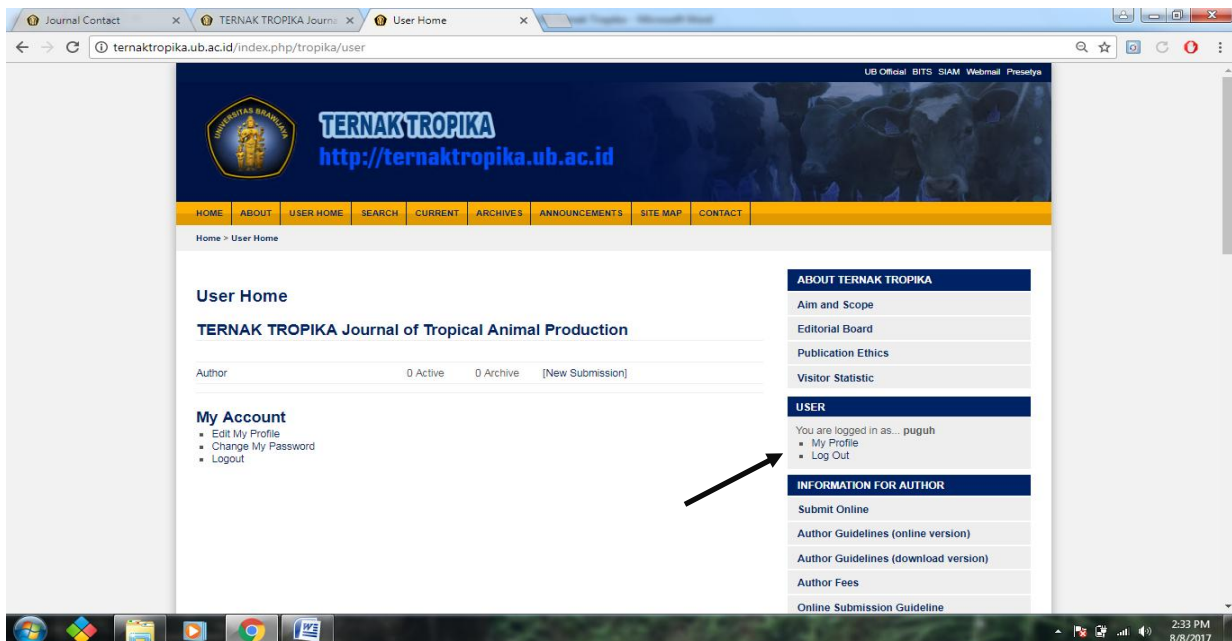 Journal Contact
TERNAK TROPIKA Journa
User Home
ternaktropika.ub.ac.id/index.php/tropika/user
UB Official BITS SIAM Webmail Presetya
UNIVERSITAS BRAWIJAYA
TERNAK TROPIKA
http://ternaktropika.ub.ac.id
HOME ABOUT USER HOME SEARCH CURRENT ARCHIVES ANNOUNCEMENTS SITE MAP CONTACT
Home > User Home
User Home
TERNAK TROPIKA Journal of Tropical Animal Production
Author 0 Active 0 Archive [New Submission]
My Account
Edit My Profile
Change My Password
Logout
ABOUT TERNAK TROPIKA
Aim and Scope
Editorial Board
Publication Ethics
Visitor Statistic
USER
You are logged in as... puguh
My Profile
Log Out
INFORMATION FOR AUTHOR
Submit Online
Author Guidelines (online version)
Author Guidelines (download version)
Author Fees
Online Submission Guideline
2:33 PM
8/8/2017